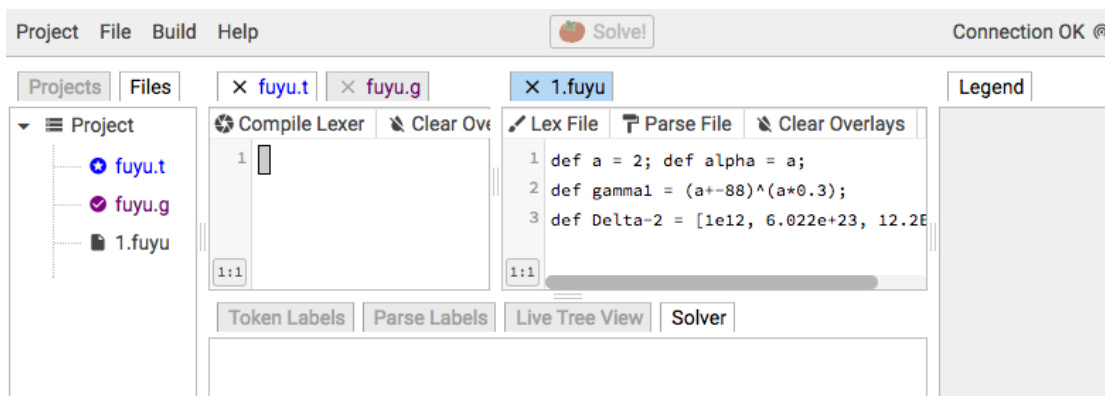 Project File Build Help Solve! Connection OK
Projects Files × fuyu.t × fuyu.g × 1.fuyu Legend
Project
fuyu.t
fuyu.g
1.fuyu
Compile Lexer Clear Ove
1
1:1
Lex File Parse File Clear Overlays
1 def a = 2; def alpha = a;
2 def gamma1 = (a+-88)^(a*0.3);
3 def Delta-2 = [1e12, 6.022e+23, 12.2E
1:1
Token Labels Parse Labels Live Tree View Solver